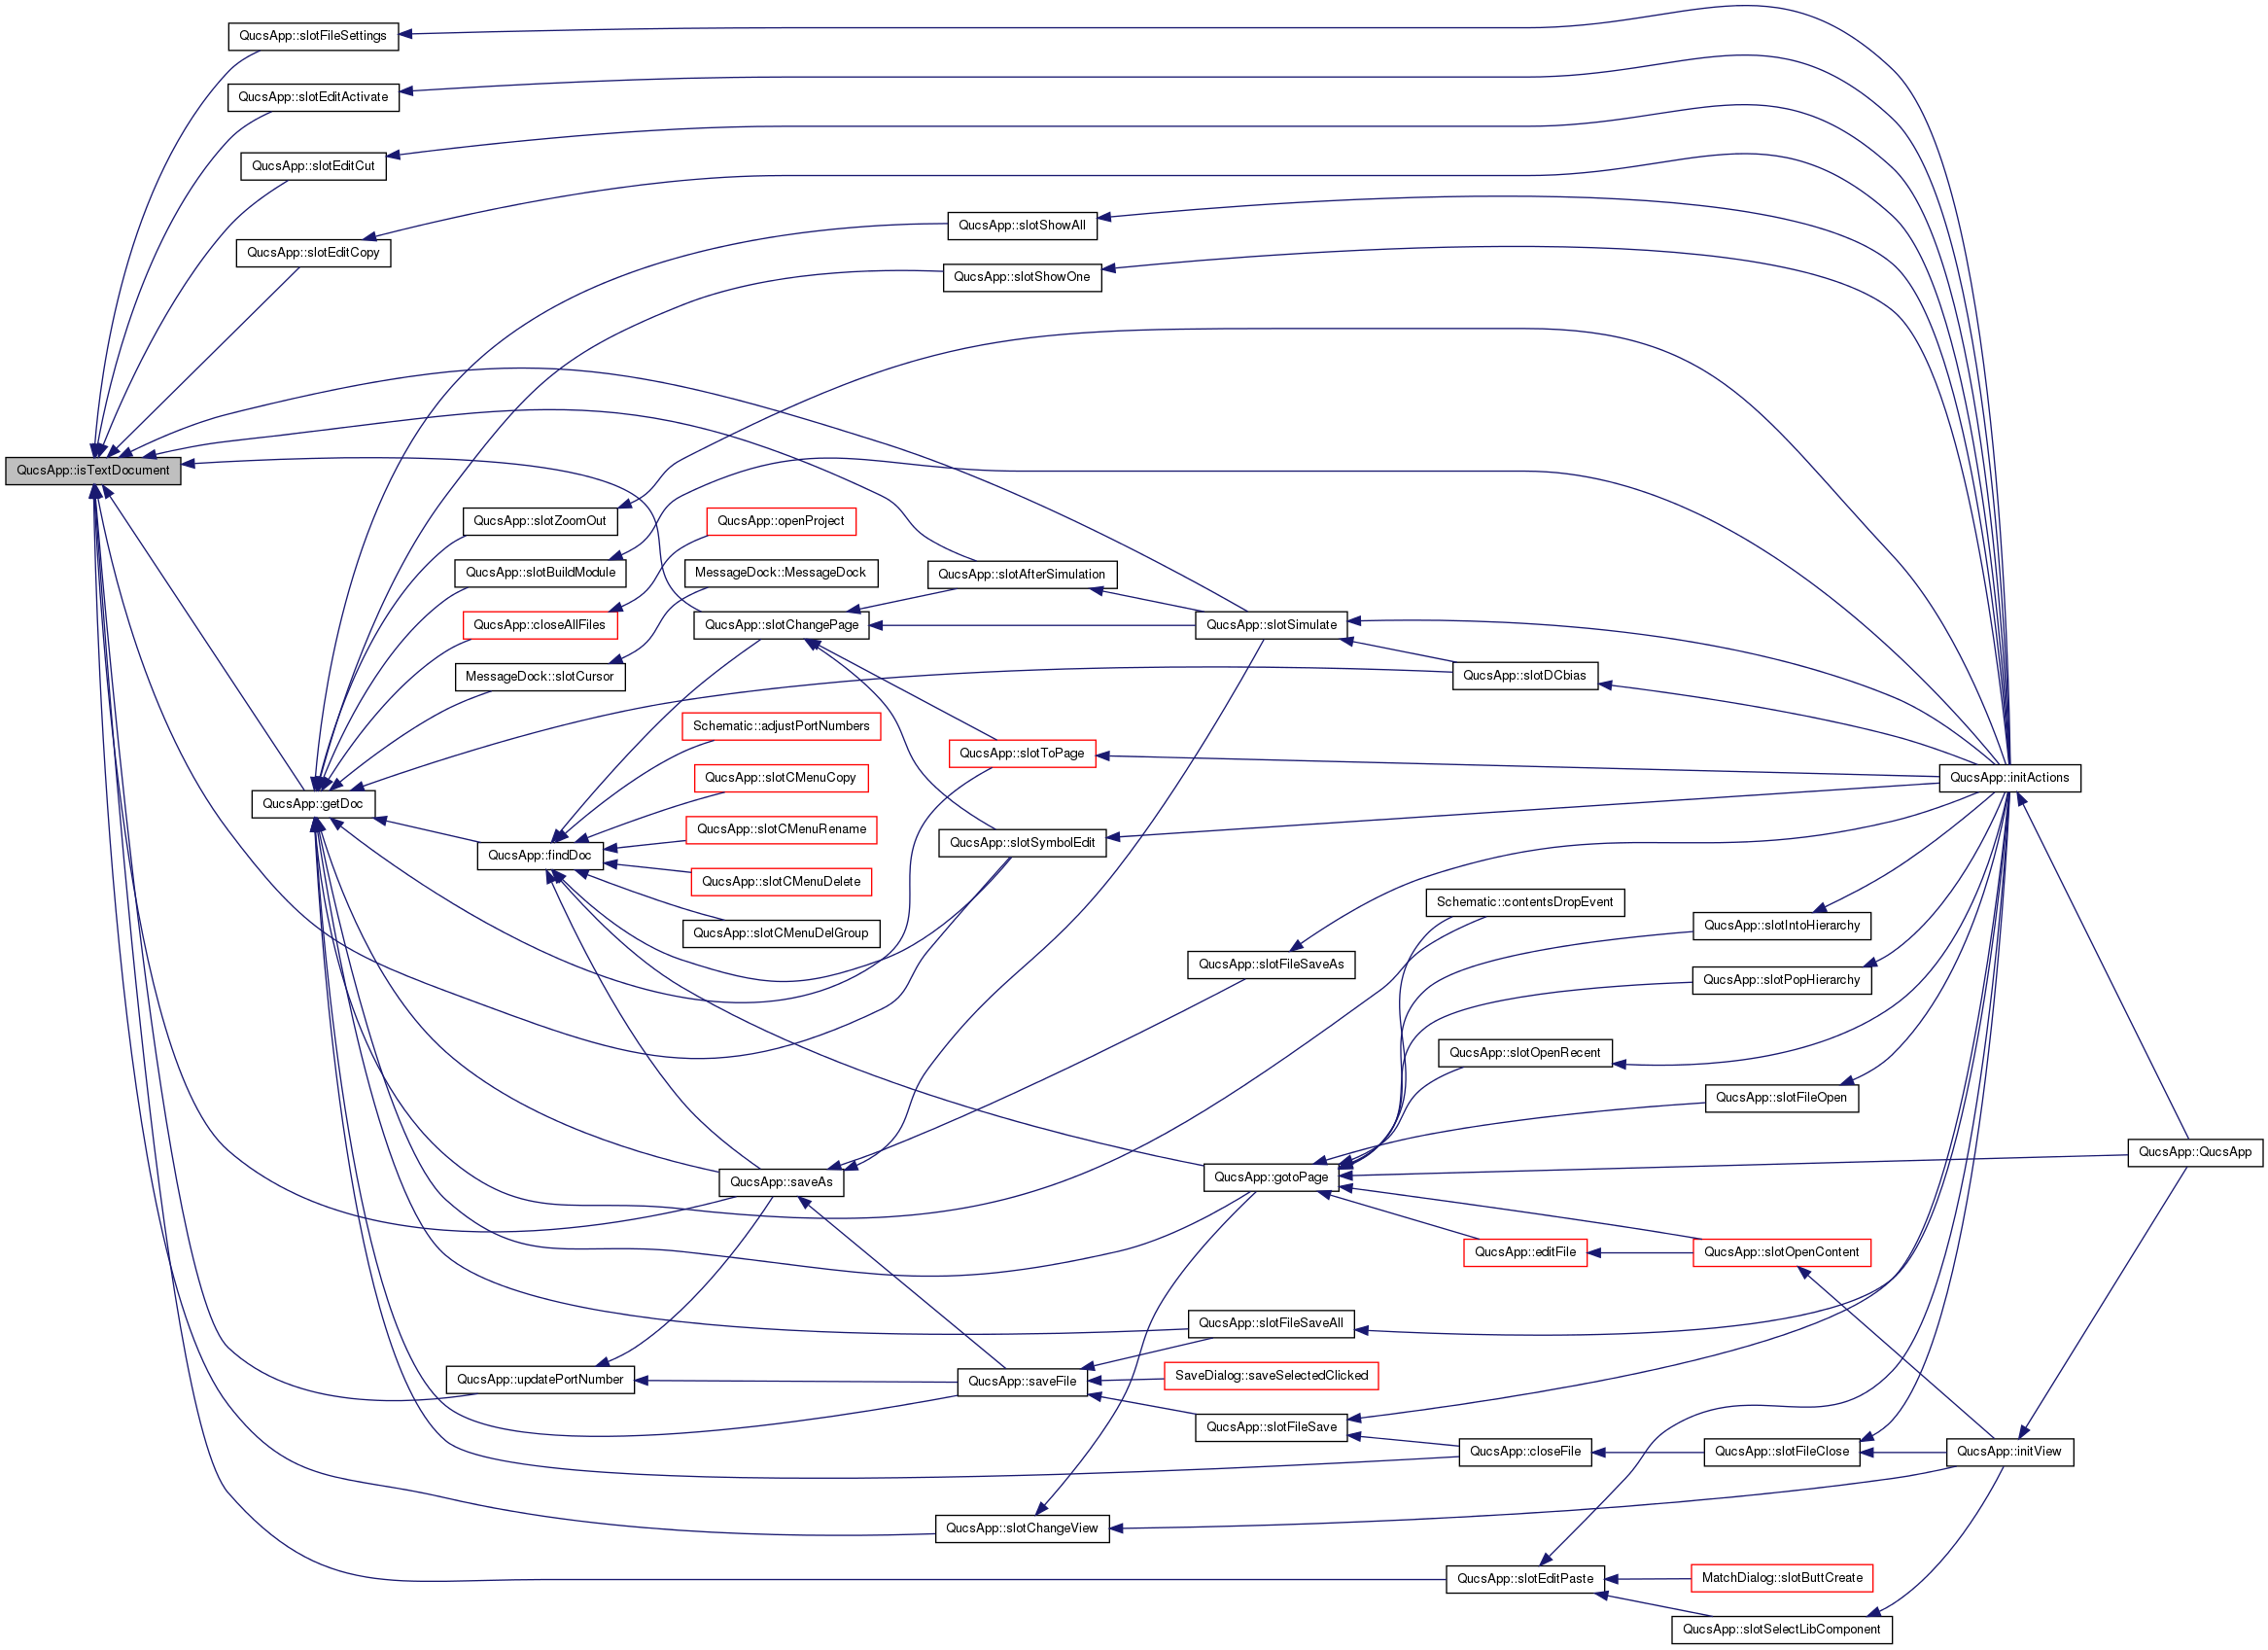 QucsApp::slotFileSettings
QucsApp::slotEditActivate
QucsApp::slotEditCut
QucsApp::slotEditCopy
QucsApp::slotShowAll
QucsApp::slotShowOne
QucsApp::isTextDocument
QucsApp::slotZoomOut
QucsApp::openProject
QucsApp::slotBuildModule
MessageDock::MessageDock
QucsApp::slotAfterSimulation
QucsApp::closeAllFiles
QucsApp::slotChangePage
QucsApp::slotSimulate
MessageDock::slotCursor
QucsApp::slotDCbias
Schematic::adjustPortNumbers
QucsApp::slotToPage
QucsApp::slotCMenuCopy
QucsApp::initActions
QucsApp::getDoc
QucsApp::slotCMenuRename
QucsApp::slotSymbolEdit
QucsApp::findDoc
QucsApp::slotCMenuDelete
Schematic::contentsDropEvent
QucsApp::slotCMenuDelGroup
QucsApp::slotIntoHierarchy
QucsApp::slotFileSaveAs
QucsApp::slotPopHierarchy
QucsApp::slotOpenRecent
QucsApp::slotFileOpen
QucsApp::QucsApp
QucsApp::saveAs
QucsApp::gotoPage
QucsApp::editFile
QucsApp::slotOpenContent
QucsApp::slotFileSaveAll
QucsApp::updatePortNumber
QucsApp::saveFile
SaveDialog::saveSelectedClicked
QucsApp::slotFileSave
QucsApp::closeFile
QucsApp::slotFileClose
QucsApp::initView
QucsApp::slotChangeView
QucsApp::slotEditPaste
MatchDialog::slotButtCreate
QucsApp::slotSelectLibComponent